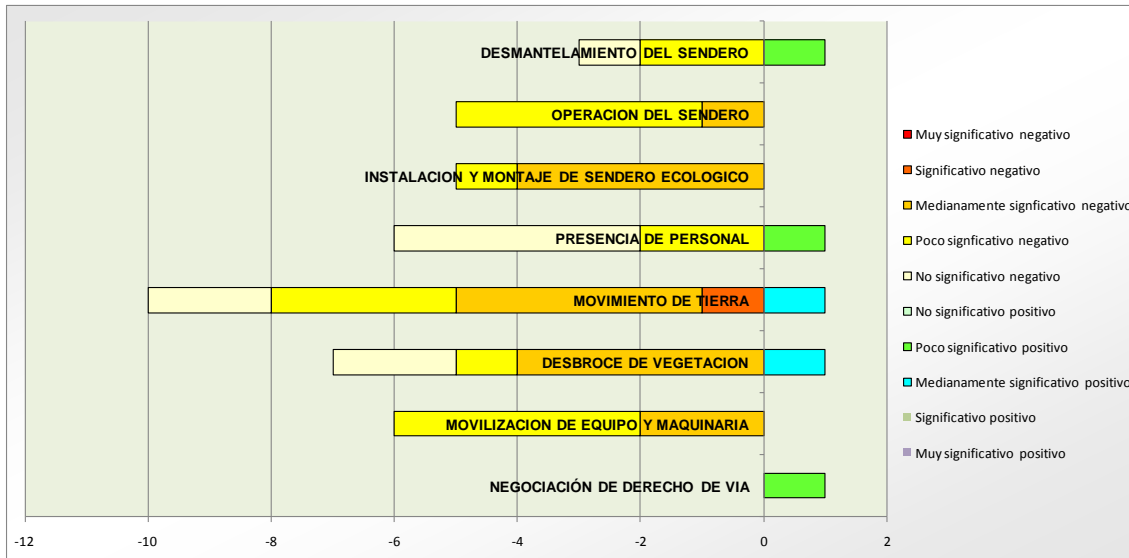 DESMANTELAMIENTO DEL SENDERO
OPERACION DEL SENDERO
INSTALACION Y MONTAJE DE SENDERO ECOLOGICO
PRESENCIA DE PERSONAL
MOVIMIENTO DE TIERRA
DESBROCE DE VEGETACION
MOVILIZACION DE EQUIPO Y MAQUINARIA
NEGOCIACIÓN DE DERECHO DE VIA
-12 -10 -8 -6 -4 -2 0 2
Muy significativo negativo
Significativo negativo
Medianamente signficativo negativo
Poco signficativo negativo
No significativo negativo
No significativo positivo
Poco significativo positivo
Medianamente significativo positivo
Significativo positivo
Muy significativo positivo